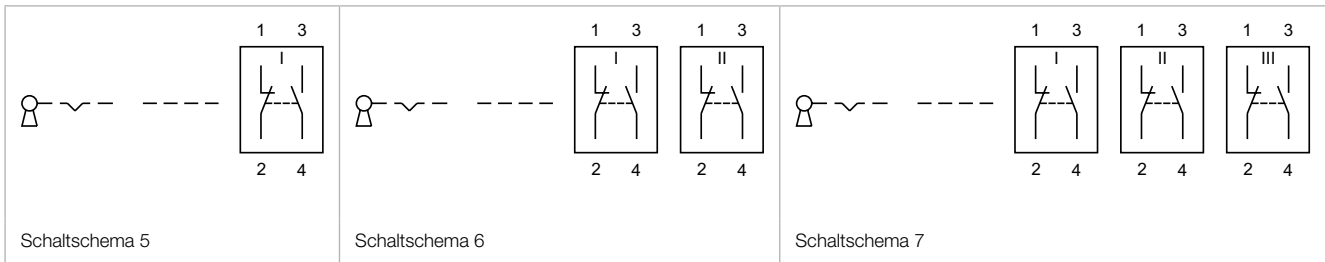 1 3
I
2 4
Schaltschema 5
1 3 1 3
I II
2 4 2 4
Schaltschema 6
1 3 1 3 1 3
I II III
2 4 2 4 2 4
Schaltschema 7